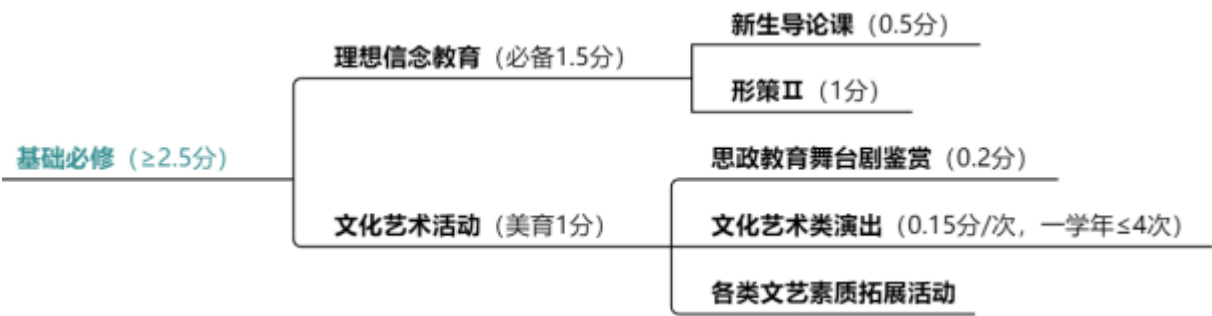 基础必修（≥2.5分）
理想信念教育（必备1.5分）
新生导论课（0.5分）
形策Ⅱ（1分）
文化艺术活动（美育1分）
思政教育舞台剧鉴赏（0.2分）
文化艺术类演出（0.15分/次，一学年≤4次）
各类文艺素质拓展活动